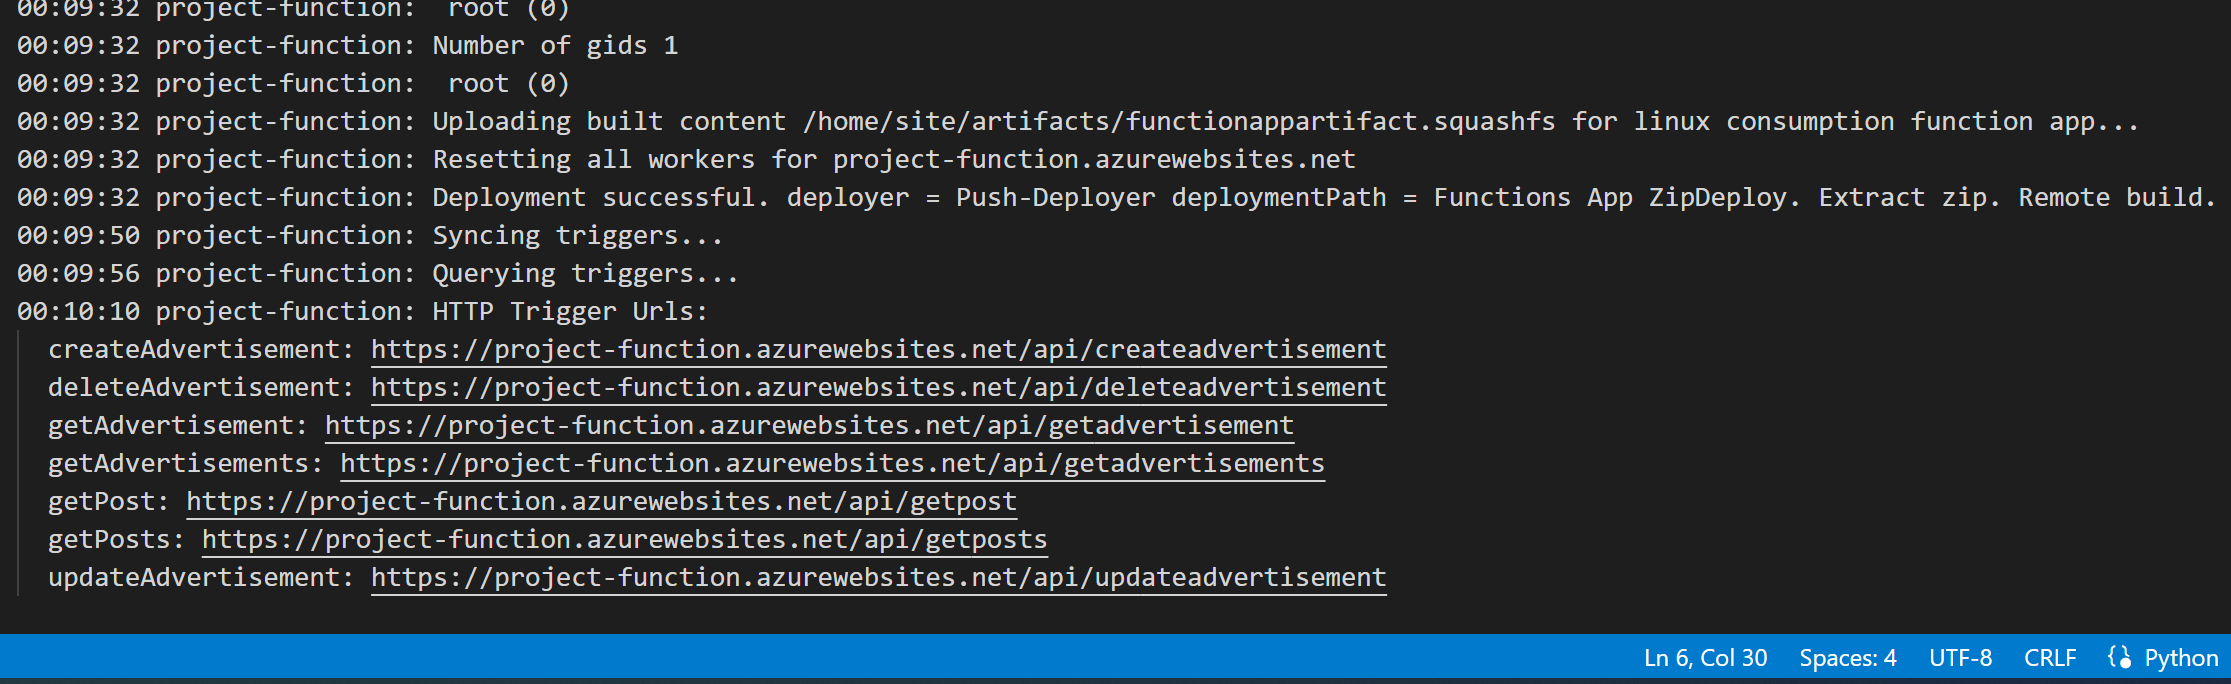 00:09:32 project-function:  root (0)
00:09:32 project-function: Number of gids 1
00:09:32 project-function:  root (0)
00:09:32 project-function: Uploading built content /home/site/artifacts/functionappartifact.squashfs for linux consumption function app...
00:09:32 project-function: Resetting all workers for project-function.azurewebsites.net
00:09:32 project-function: Deployment successful. deployer = Push-Deployer deploymentPath = Functions App ZipDeploy. Extract zip. Remote build.
00:09:50 project-function: Syncing triggers...
00:09:56 project-function: Querying triggers...
00:10:10 project-function: HTTP Trigger Urls:
  createAdvertisement: https://project-function.azurewebsites.net/api/createadvertisement
  deleteAdvertisement: https://project-function.azurewebsites.net/api/deleteadvertisement
  getAdvertisement: https://project-function.azurewebsites.net/api/getadvertisement
  getAdvertisements: https://project-function.azurewebsites.net/api/getadvertisements
  getPost: https://project-function.azurewebsites.net/api/getpost
  getPosts: https://project-function.azurewebsites.net/api/getposts
  updateAdvertisement: https://project-function.azurewebsites.net/api/updateadvertisement
Ln 6, Col 30 Spaces: 4 UTF-8 CRLF Python